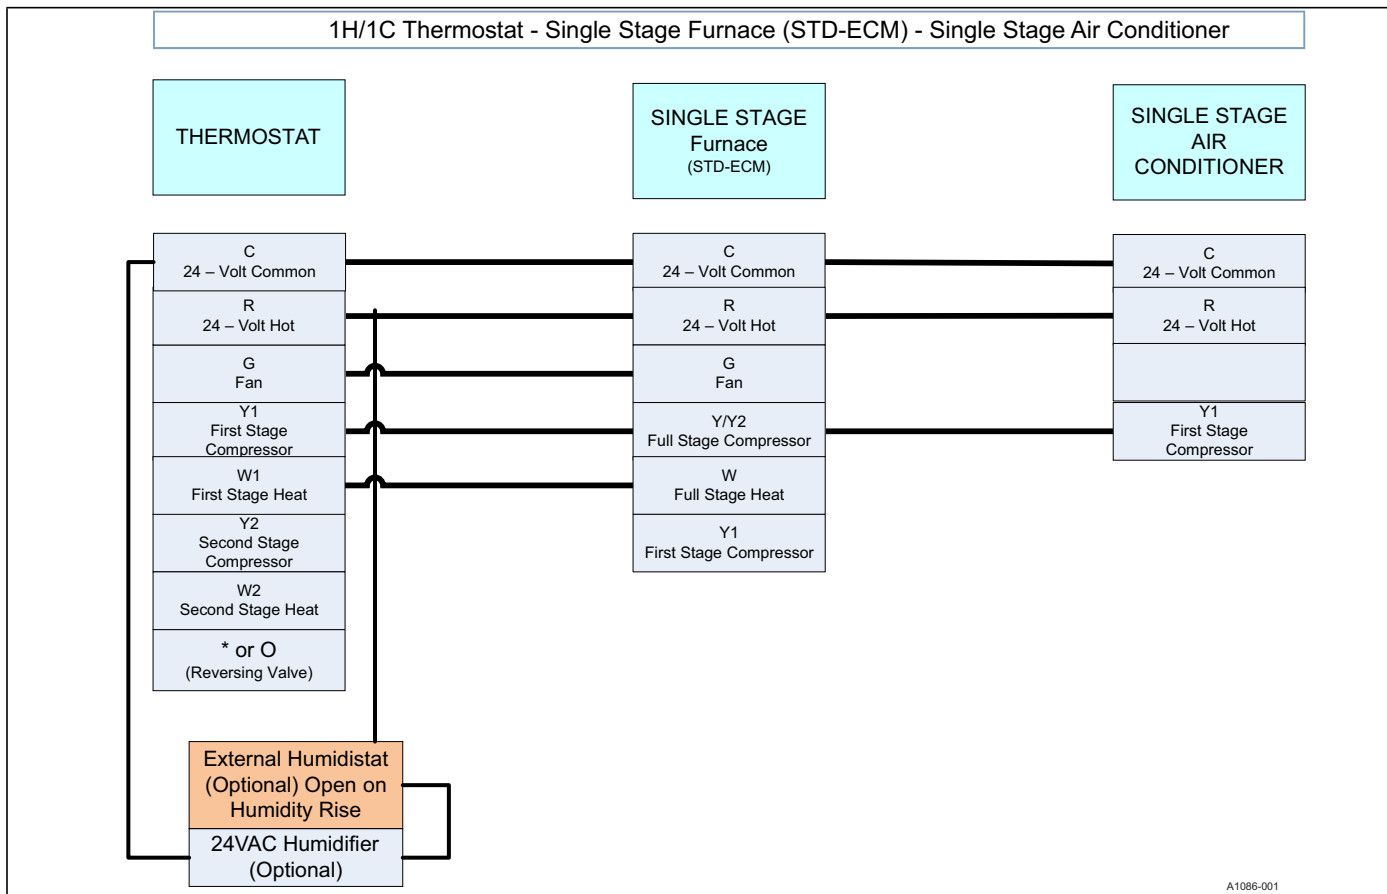 1H/1C Thermostat - Single Stage Furnace (STD-ECM) - Single Stage Air Conditioner
THERMOSTAT
SINGLE STAGE
Furnace
(STD-ECM)
SINGLE STAGE
AIR
CONDITIONER
C
24 – Volt Common
R
24 – Volt Hot
G
Fan
Y1
First Stage
Compressor
W1
First Stage Heat
Y2
Second Stage
Compressor
W2
Second Stage Heat
* or O
(Reversing Valve)
C
24 – Volt Common
R
24 – Volt Hot
G
Fan
Y/Y2
Full Stage Compressor
W
Full Stage Heat
Y1
First Stage Compressor
C
24 – Volt Common
R
24 – Volt Hot
Y1
First Stage
Compressor
External Humidistat
(Optional) Open on
Humidity Rise
24VAC Humidifier
(Optional)
A1086-001